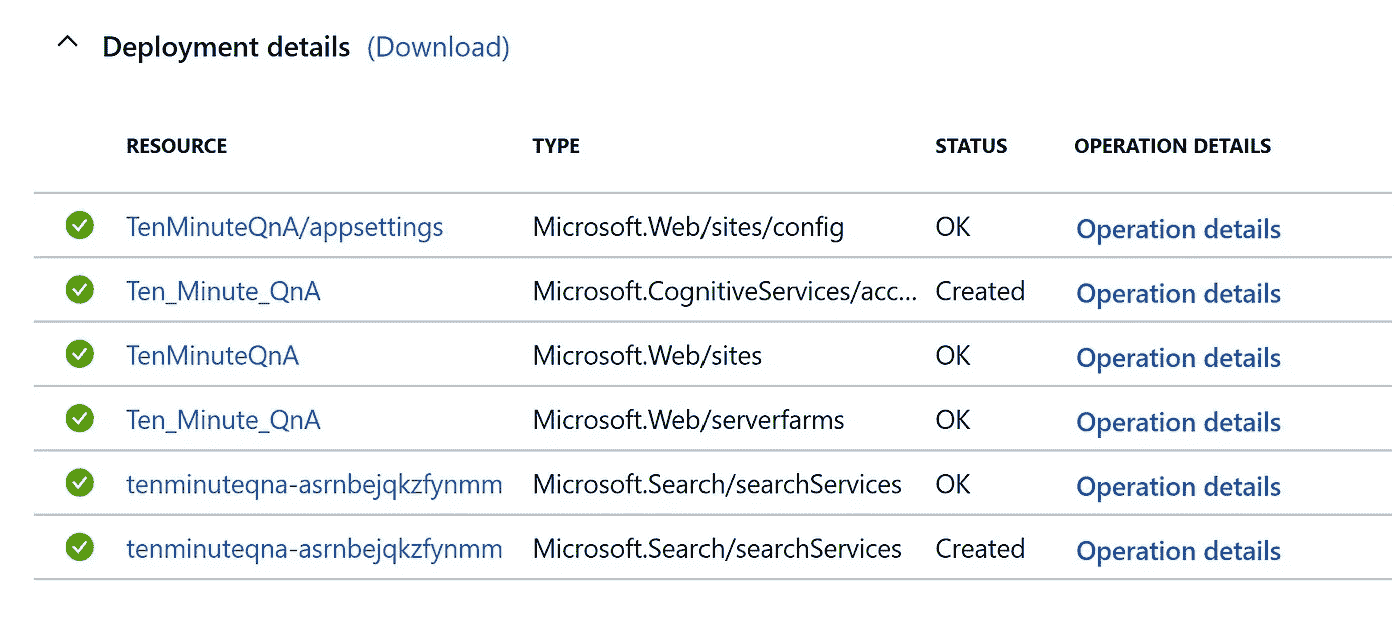 Deployment details (Download)
RESOURCE TYPE STATUS OPERATION DETAILS
TenMinuteQnA/appsettings Microsoft.Web/sites/config OK Operation details
Ten_Minute_QnA Microsoft.CognitiveServices/acc... Created Operation details
TenMinuteQnA Microsoft.Web/sites OK Operation details
Ten_Minute_QnA Microsoft.Web/serverfarms OK Operation details
tenminuteqna-asrnbejqkzfynmm Microsoft.Search/searchServices OK Operation details
tenminuteqna-asrnbejqkzfynmm Microsoft.Search/searchServices Created Operation details